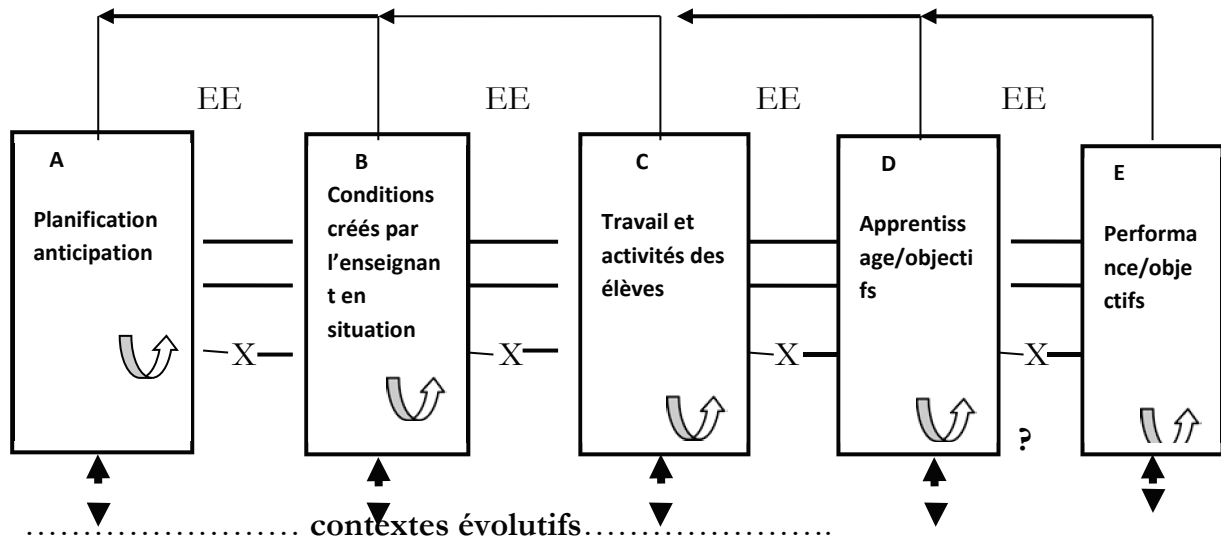 EE EE EE EE
A
Planification
anticipation
B
Conditions
créés par
l’enseignan
t en
situation
C
Travail et
activités des
élèves
D
Apprentiss
age/objecti
fs
E
Performa
nce/obje
ctifs
X X X X
?
........................ contextes évolutifs......................